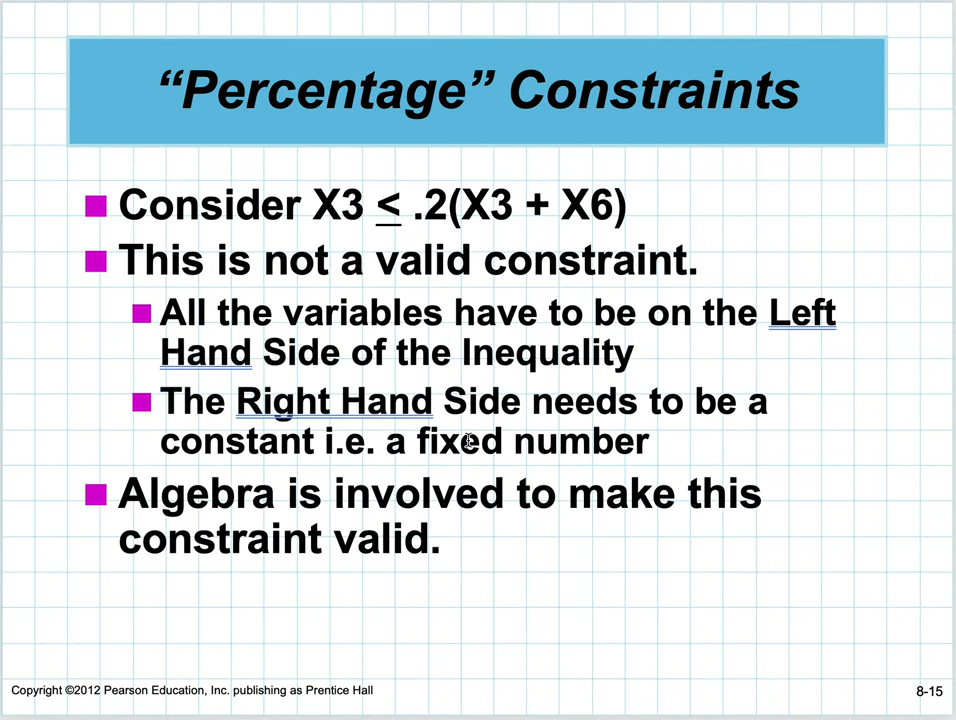 “Percentage” Constraints
Consider X3 ≤ .2(X3 + X6)
This is not a valid constraint.
All the variables have to be on the Left
Hand Side of the Inequality
The Right Hand Side needs to be a
constant i.e. a fixed number
Algebra is involved to make this
constraint valid.
Copyright ©2012 Pearson Education, Inc. publishing as Prentice Hall
8-15